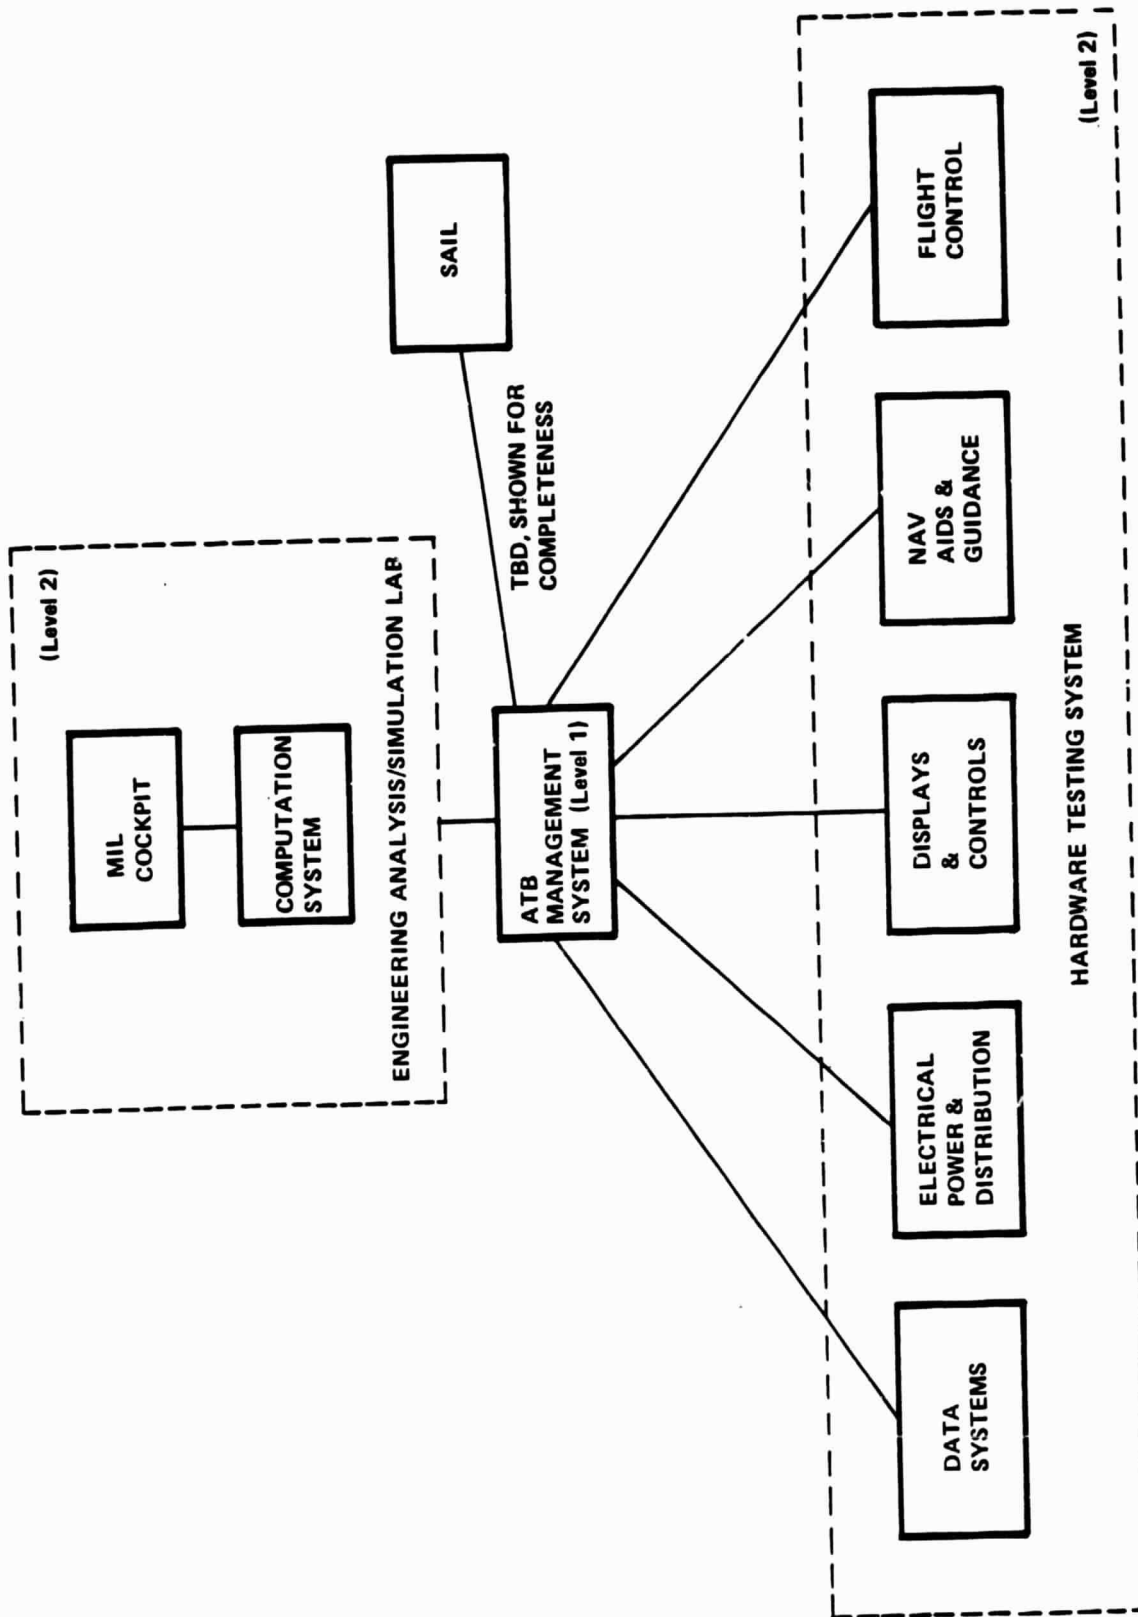 (Level 2)
MIL
COCKPIT
COMPUTATION
SYSTEM
ENGINEERING ANALYSIS/SIMULATION LAB
SAIL
TBD, SHOWN FOR
COMPLETENESS
ATB
MANAGEMENT
SYSTEM (Level 1)
(Level 2)
DATA
SYSTEMS
ELECTRICAL
POWER &
DISTRIBUTION
DISPLAYS
&
CONTROLS
NAV
AIDS &
GUIDANCE
FLIGHT
CONTROL
HARDWARE TESTING SYSTEM